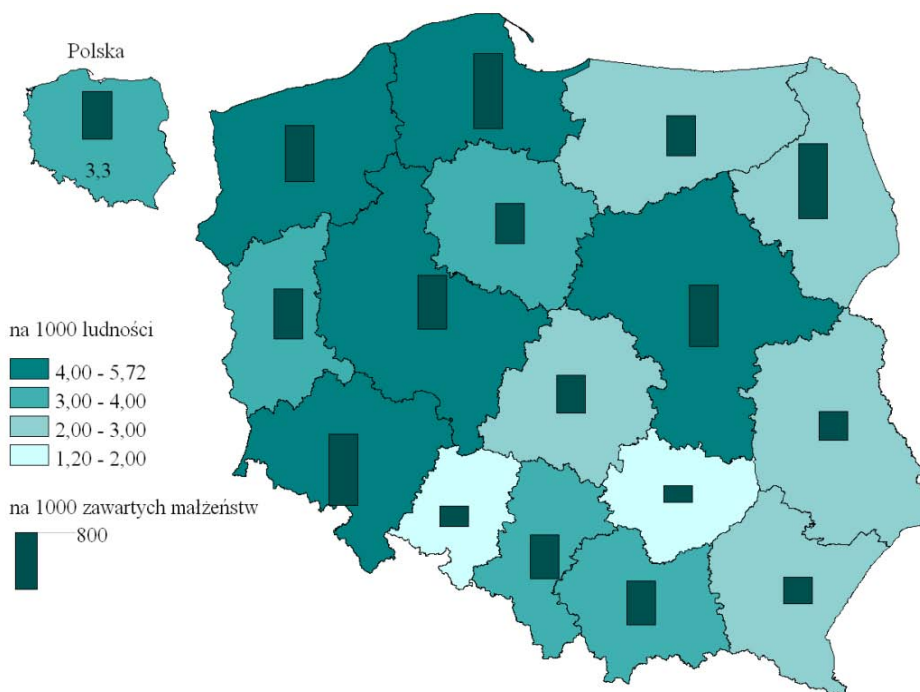 Polska
3,3
na 1000 ludności
4,00 - 5,72
3,00 - 4,00
2,00 - 3,00
1,20 - 2,00
na 1000 zawartych małżeństw
800